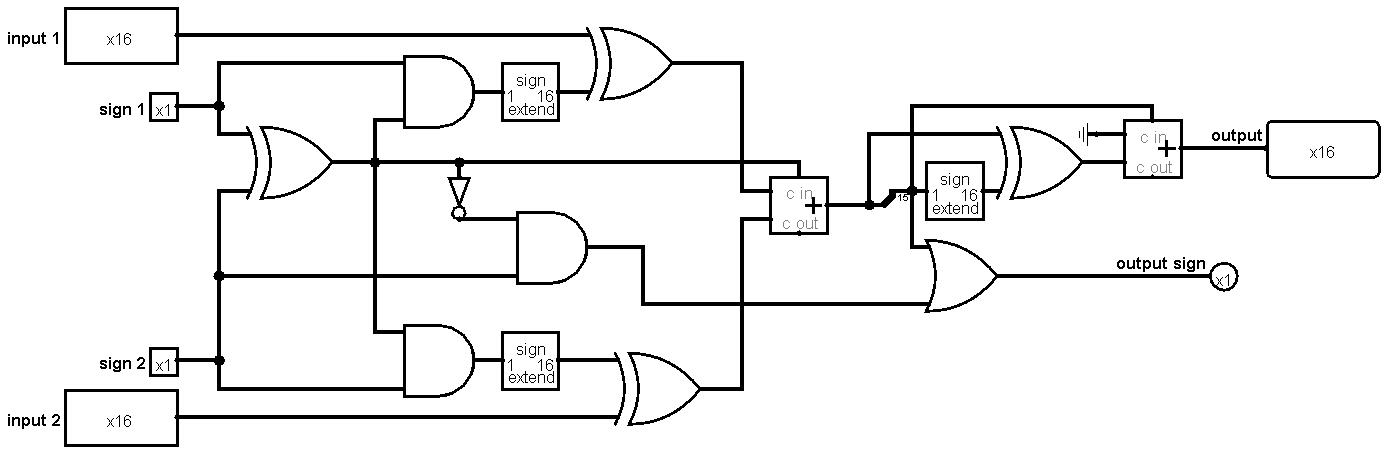 input 1
x16
sign 1
x1
sign
1 16
extend
c in
+
c out
15
sign
1 16
extend
c in
+
c out
output
x16
output sign
x1
sign 2
x1
sign
1 16
extend
input 2
x16